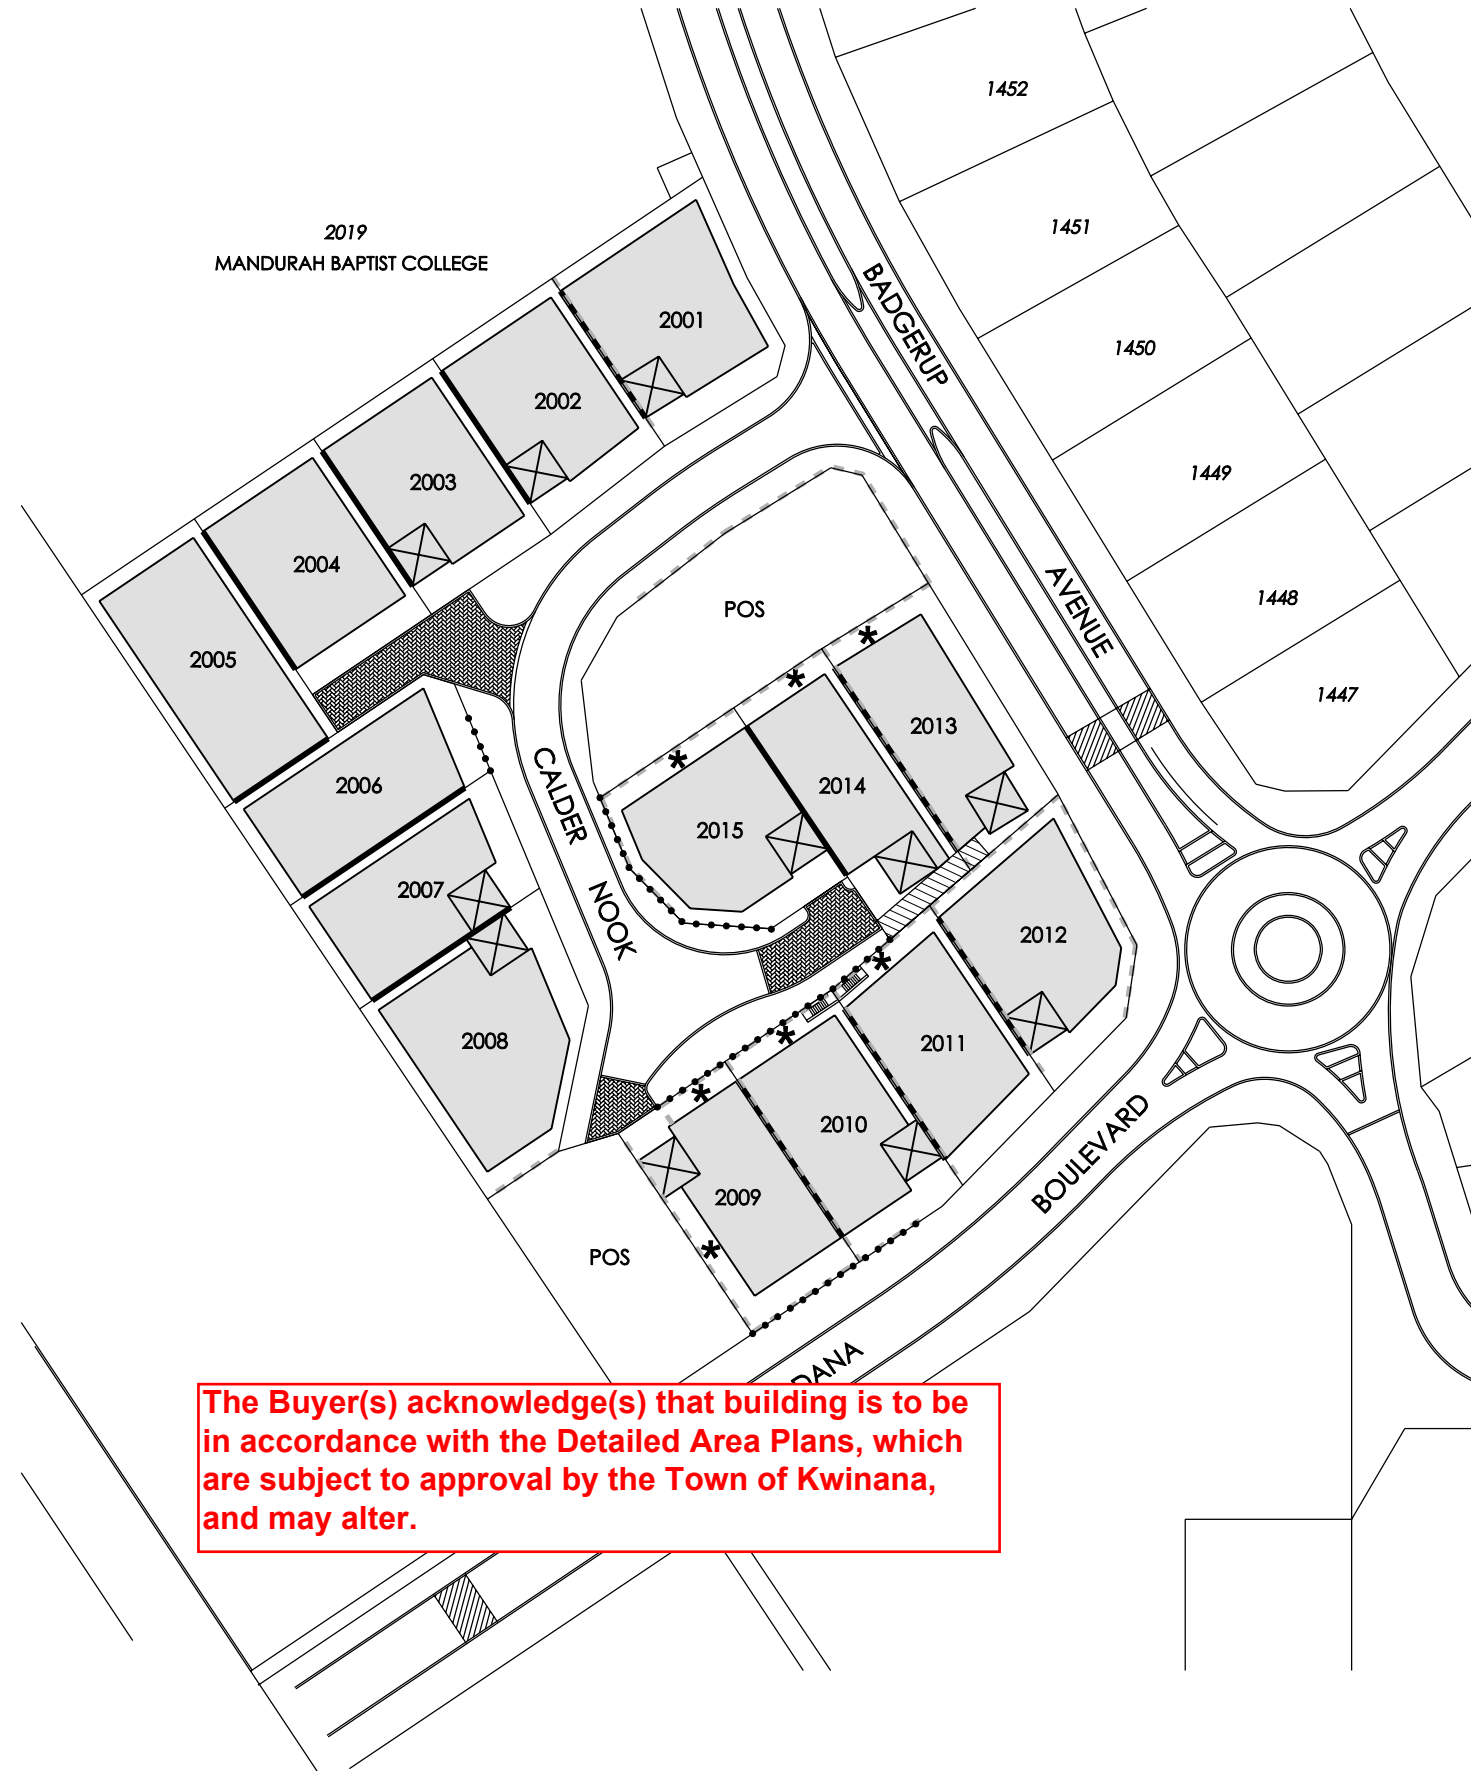 1452
1451
2019
MANDURAH BAPTIST COLLEGE
BADGERUP
2001
1450
2002
2003
1449
2004
AVENUE
1448
POS
2005
1447
2013
2006
CALDER
2014
2015
2007
NOOK
2012
2008
2011
2010
BOULEVARD
2009
POS
DANA
The Buyer(s) acknowledge(s) that building is to be
in accordance with the Detailed Area Plans, which
are subject to approval by the Town of Kwinana,
and may alter.